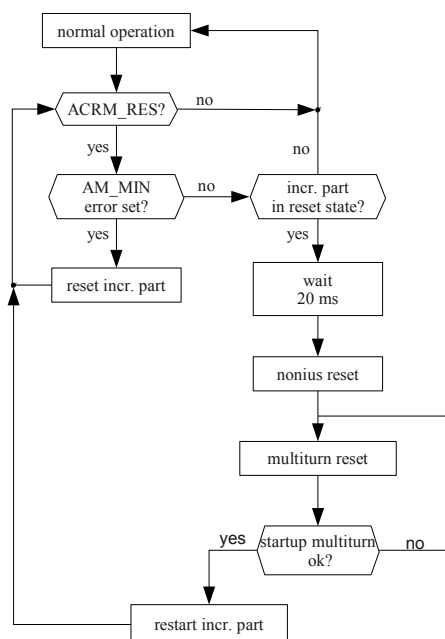 normal operation
ACRM_RES?
no
yes
no
AM_MIN
error set?
no
incr. part
in reset state?
yes
yes
reset incr. part
wait
20 ms
nonius reset
multiturn reset
yes
startup multiturn
ok?
no
restart incr. part